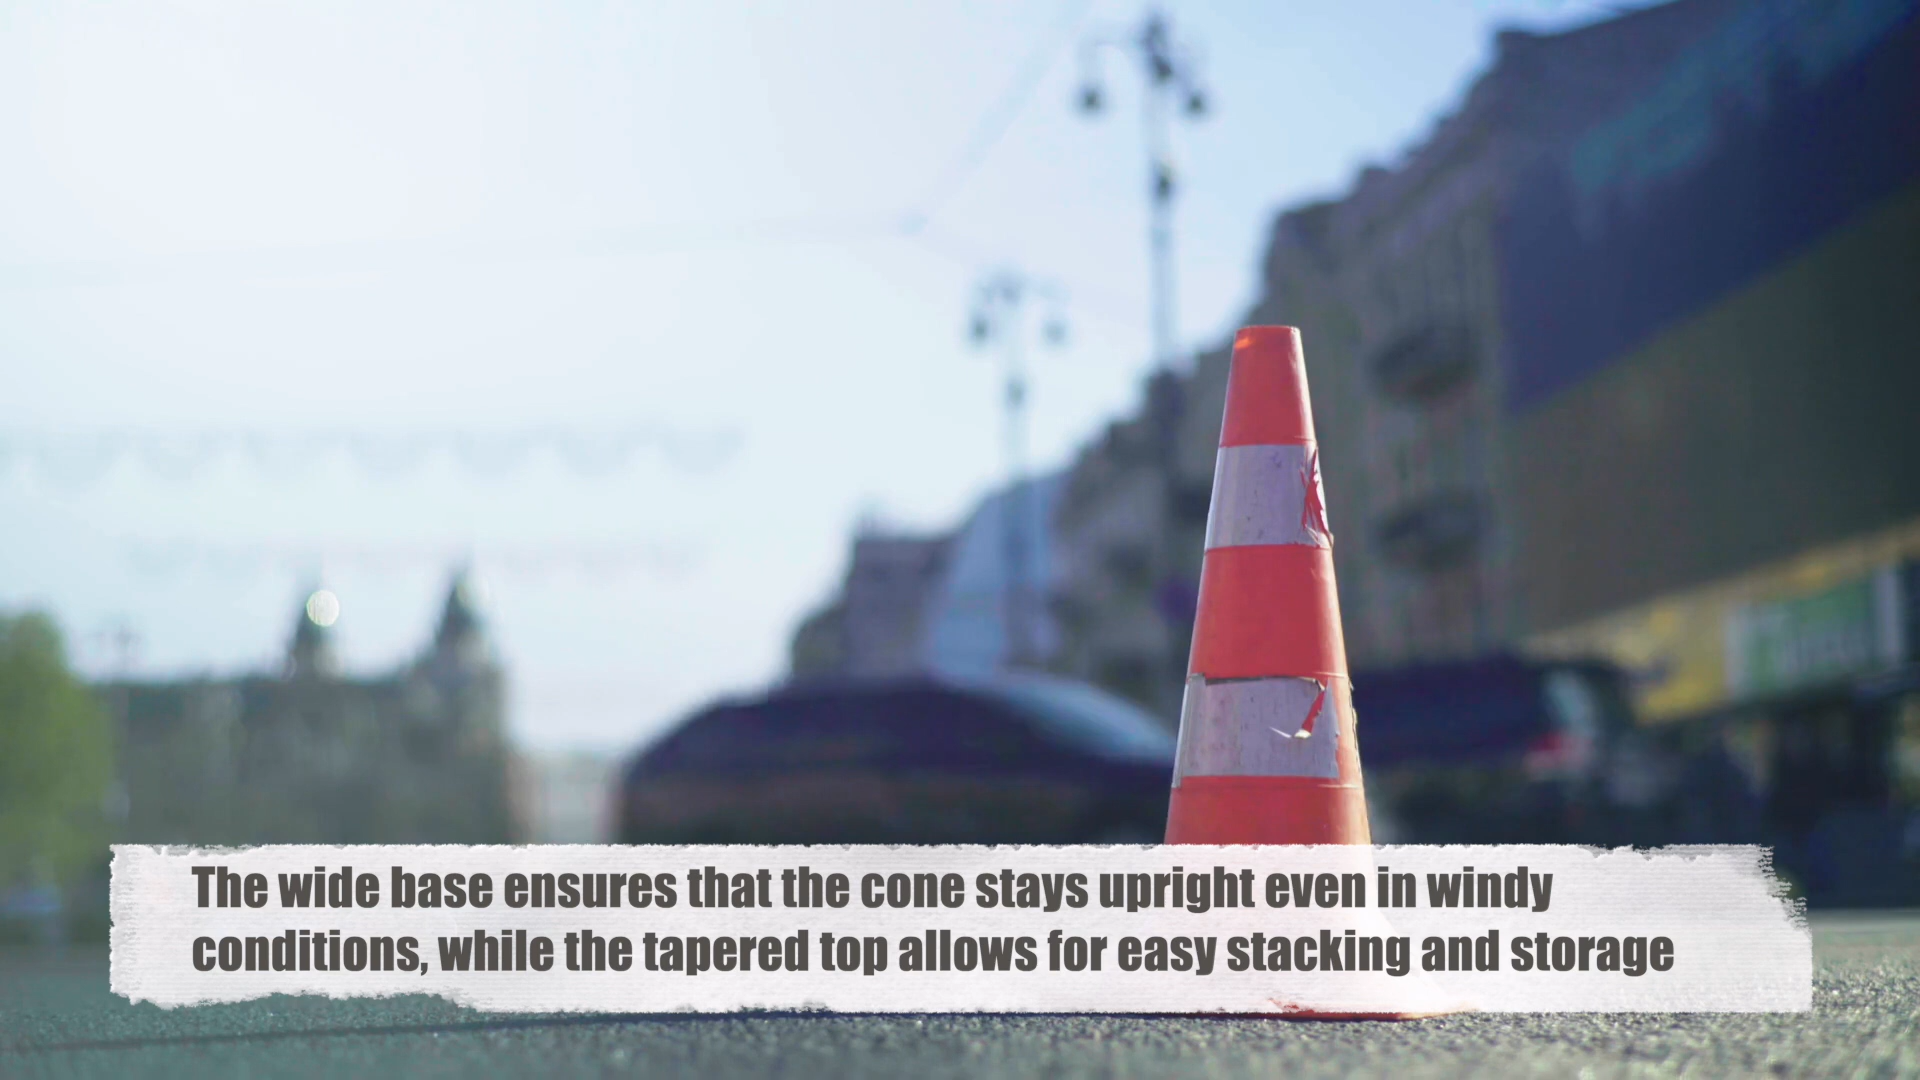 The wide base ensures that the cone stays upright even in windy
conditions, while the tapered top allows for easy stacking and storage